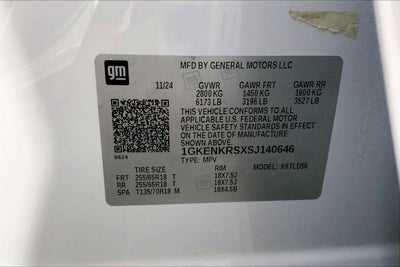 gm
MFD BY GENERAL MOTORS LLC
11/24 GVWR GAWR FRT GAWR RR
2800 KG 1450 KG 1600 KG
6173 LB 3196 LB 3527 LB
THIS VEHICLE CONFORMS TO ALL
APPLICABLE U.S. FEDERAL MOTOR
VEHICLE SAFETY STANDARDS IN EFFECT
ON THE DATE OF MANUFACTURE
SHOWN ABOVE.
1GKENKRSXSJ140646
8624 TYPE: MPV MODEL: X6TLD56
TIRE SIZE RIM
FRT 255/65R18 T 18X7.5J
RR 255/65R18 T 18X7.5J
SPA T135/70R18 M 18X4.5B